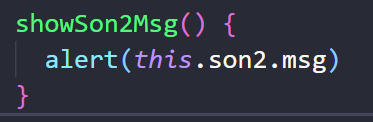 showSon2Msg() {
  alert(this.son2.msg)
}